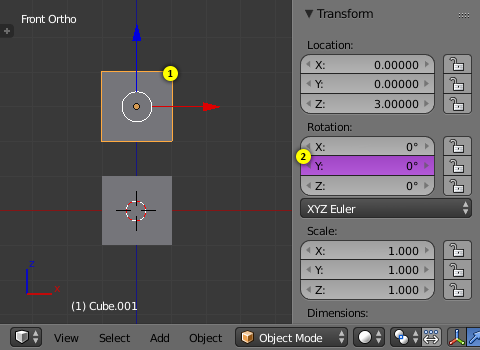 Front Ortho
1
z
x
(1) Cube.001
Transform
Location:
X: 0.00000
Y: 0.00000
Z: 3.00000
Rotation:
X: 0°
2
Y:
Z: 0°
XYZ Euler
Scale:
X: 1.000
Y: 1.000
Z: 1.000
Dimensions:
View Select Add Object Object Mode